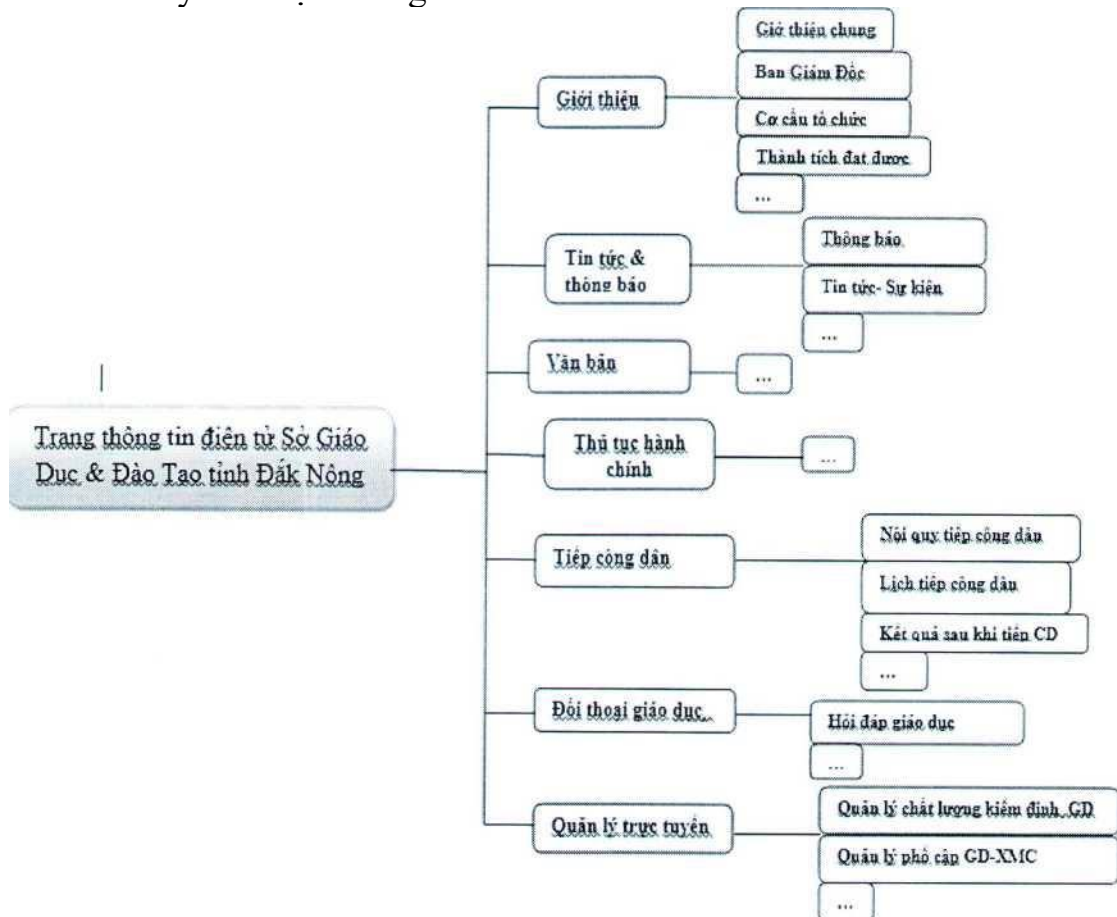 Giớ thiệu chung
Ban Giám Đốc
Giới thiệu
Cơ cấu tổ chức
Thành tích đạt được
...
Thông báo
Tin tức &
thông báo
Tin tức- Sự kiện
...
Văn bản
...
Trang thông tin điện tử Sở Giáo
Dục & Đào Tạo tỉnh Đắk Nông
Thủ tục hành
chính
...
Nội quy tiếp công dân
Tiếp công dân
Lịch tiếp công dân
Kết quả sau khi tiếp CD
...
Đối thoại giáo dục
Hỏi đáp giáo dục
...
Quản lý trực tuyến
Quản lý chất lượng kiểm định GD
Quản lý phổ cập GD-XMC
...